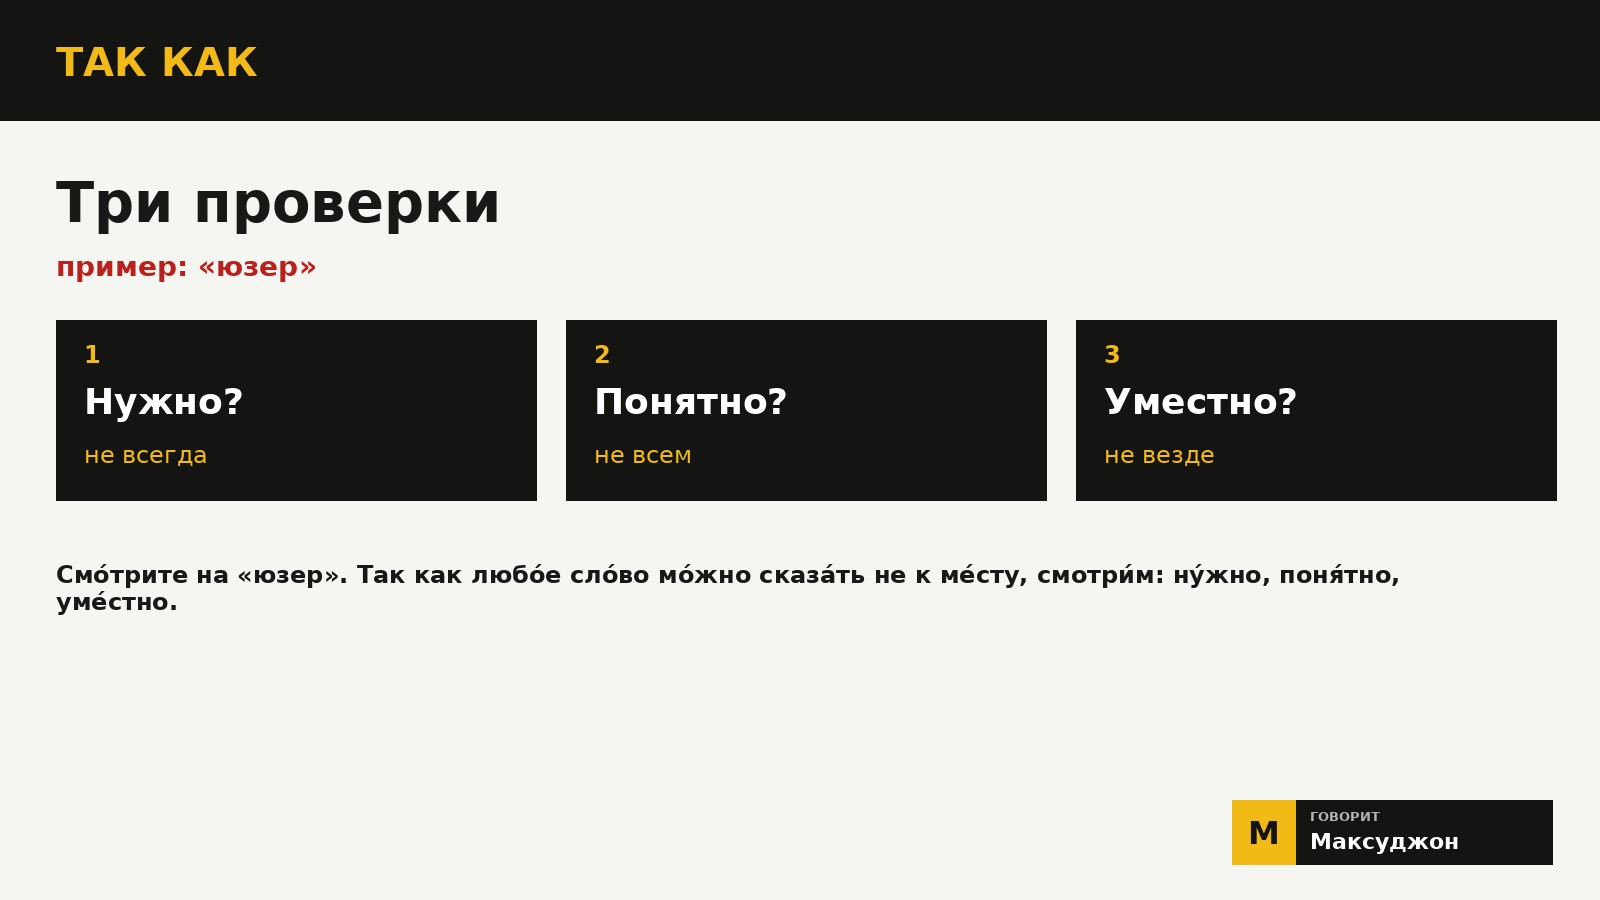 ТАК КАК
Три проверки
пример: «юзер»
1
Нужно?
не всегда
2
Понятно?
не всем
3
Уместно?
не везде
Смо́трите на «юзер». Так как любо́е сло́во мо́жно сказа́ть не к ме́сту, смотри́м: ну́жно, поня́тно,
уме́стно.
М
ГОВОРИТ
Максуджон